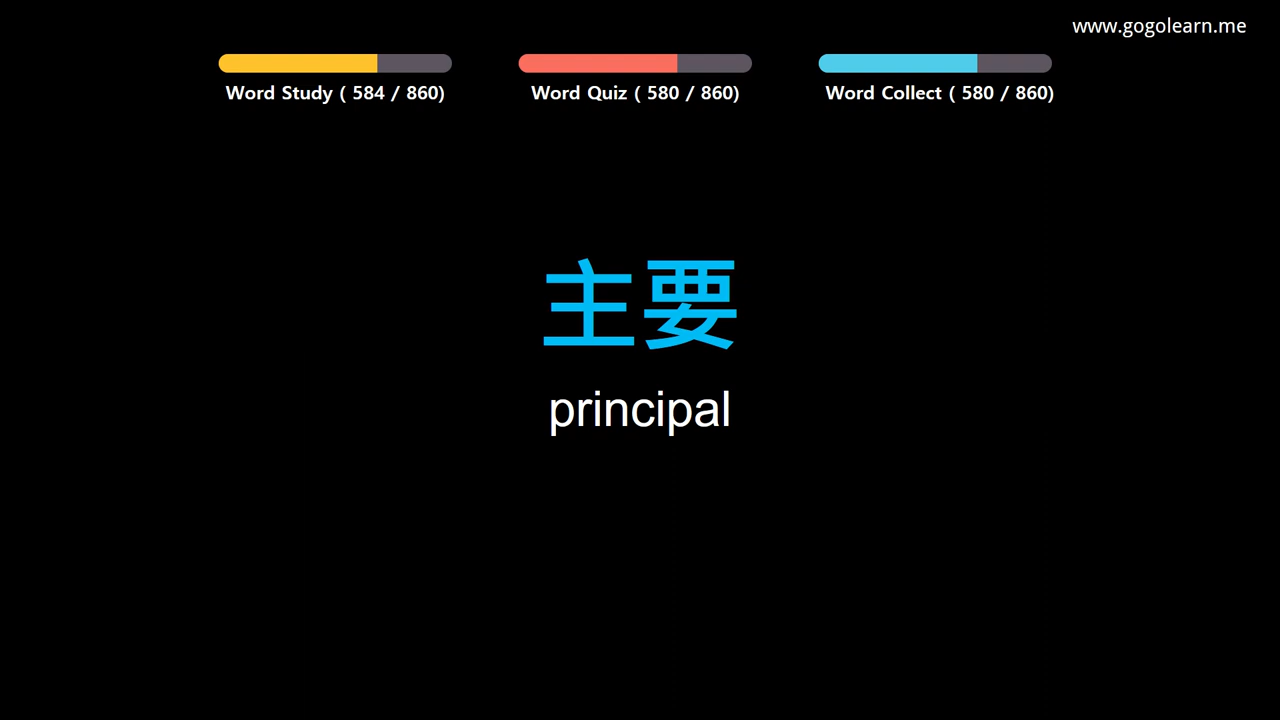 www.gogolearn.me
Word Study ( 584 / 860)
Word Quiz ( 580 / 860)
Word Collect ( 580 / 860)
主要
principal